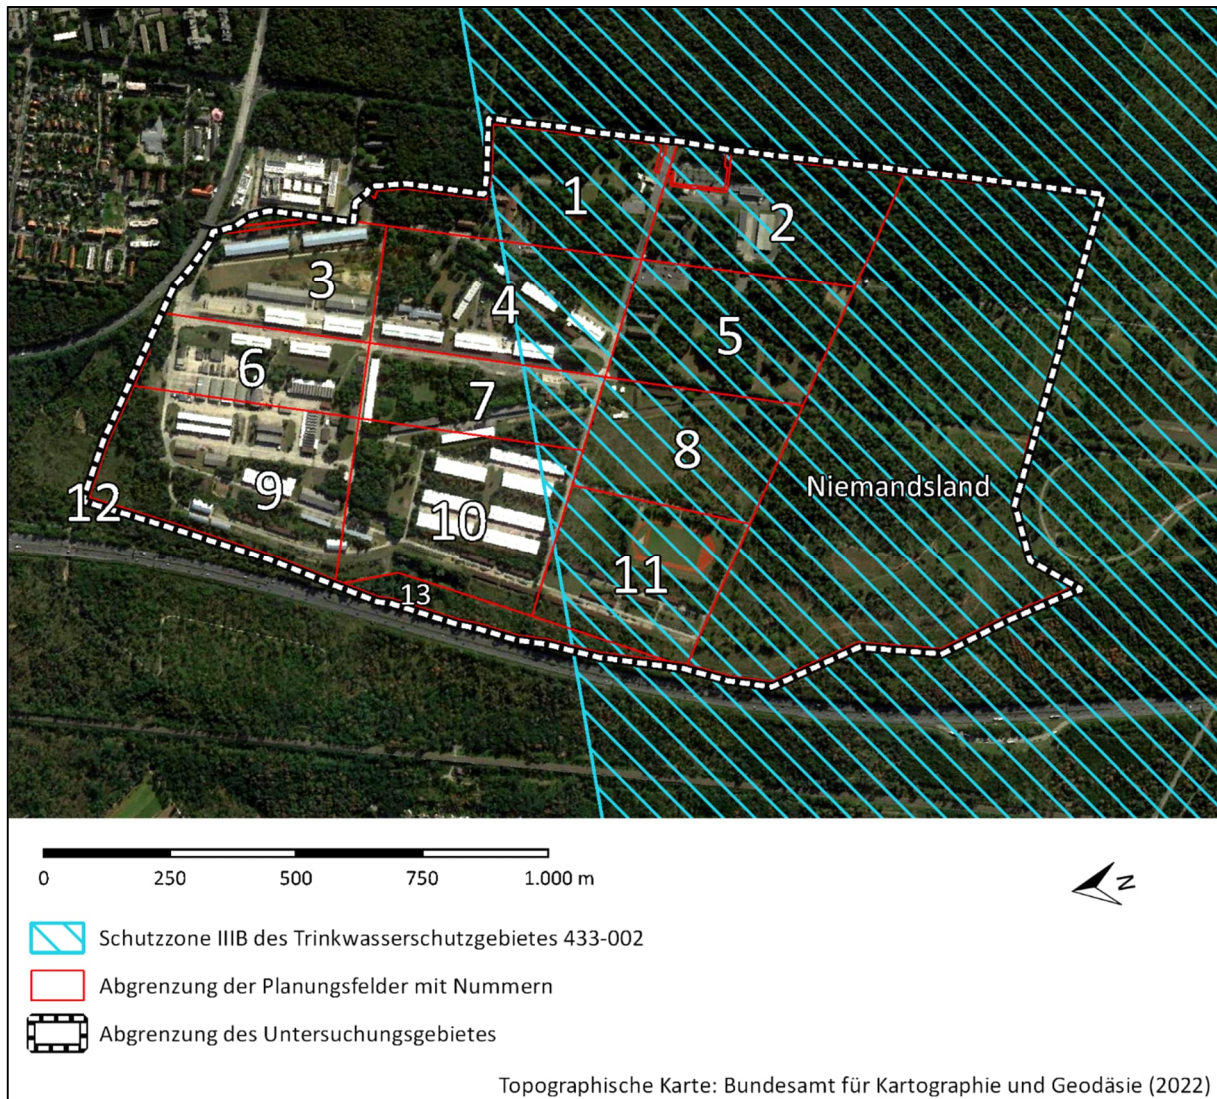 1
2
3
4
5
6
7
8
Niemandsland
9
12
10
11
13
0 250 500 750 1.000 m
N
Schutzzone IIIB des Trinkwasserschutzgebietes 433-002
Abgrenzung der Planungsfelder mit Nummern
Abgrenzung des Untersuchungsgebietes
Topographische Karte: Bundesamt für Kartographie und Geodäsie (2022)